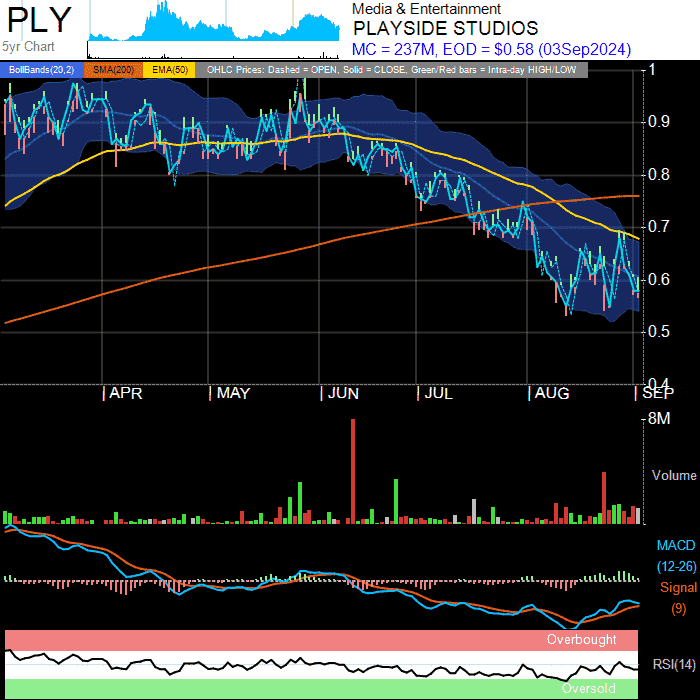 PLY
5yr Chart
Media & Entertainment
PLAYSIDE STUDIOS
MC = 237M, EOD = $0.58 (03Sep2024)
BollBands(20,2) SMA(200) EMA(50) OHLC Prices: Dashed = OPEN, Solid = CLOSE, Green/Red bars = Intra-day HIGH/LOW
1
0.9
0.8
0.7
0.6
0.5
0.4
APR MAY JUN JUL AUG SEP
8M
Volume
MACD
(12-26)
Signal
(9)
Overbought
RSI(14)
Oversold